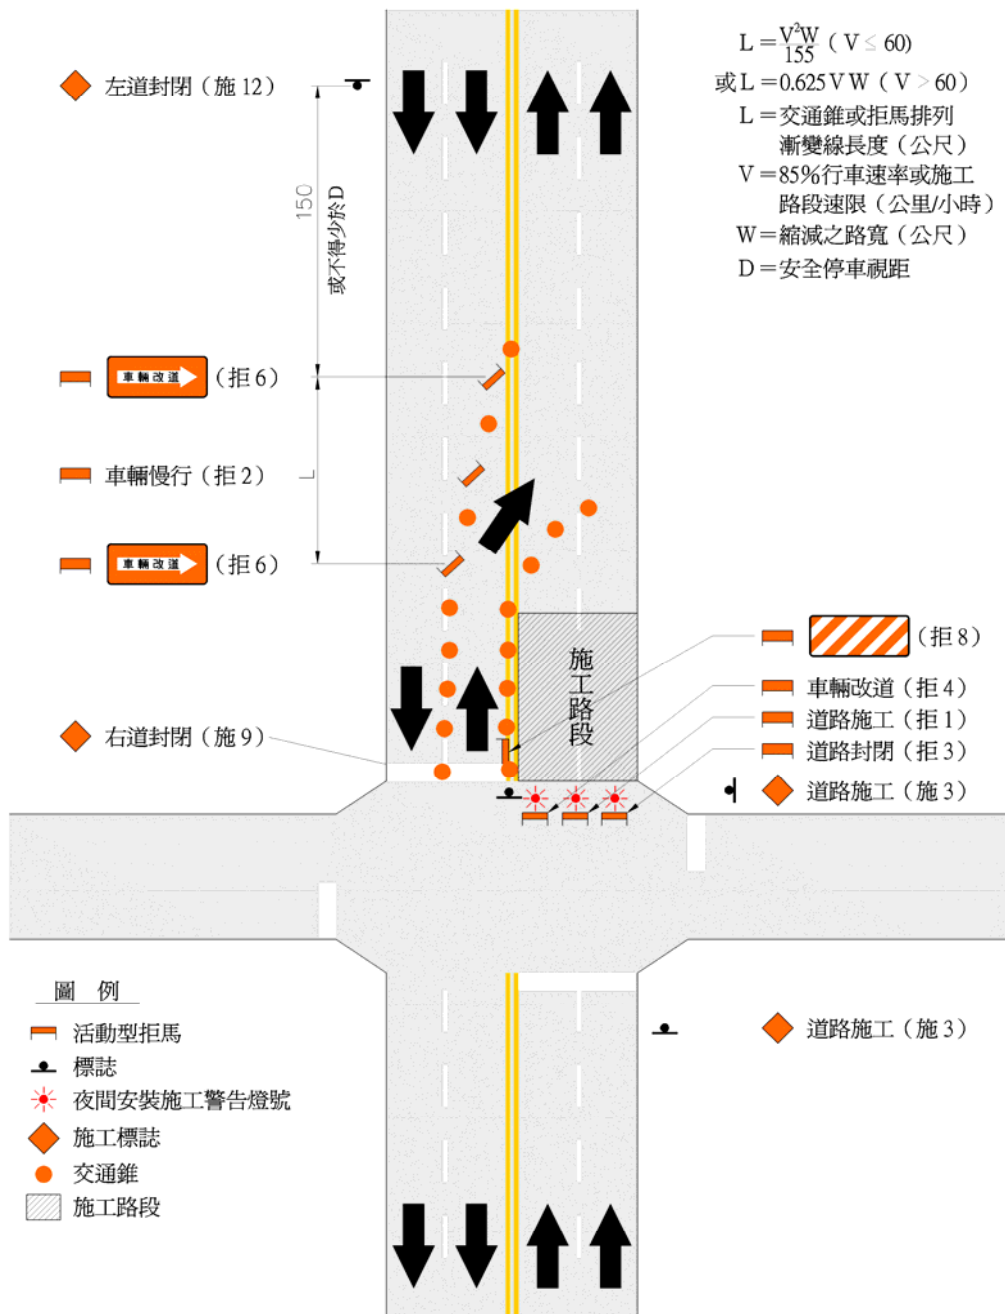 L＝V²W/155（V ≤ 60）
或L＝0.625VW（V > 60）
L＝交通錐或拒馬排列
漸變線長度（公尺）
V＝85%行車速率或施工
路段速限（公里/小時）
W＝縮減之路寬（公尺）
D＝安全停車視距
左道封閉（施12）
150
或不得少於D
車輛改道
（拒6）
車輛慢行（拒2）
L
車輛改道
（拒6）
施工路段
（拒8）
車輛改道（拒4）
道路施工（拒1）
道路封閉（拒3）
右道封閉（施9）
道路施工（施3）
圖例
活動型拒馬
標誌
夜間安裝施工警告燈號
施工標誌
交通錐
施工路段
道路施工（施3）